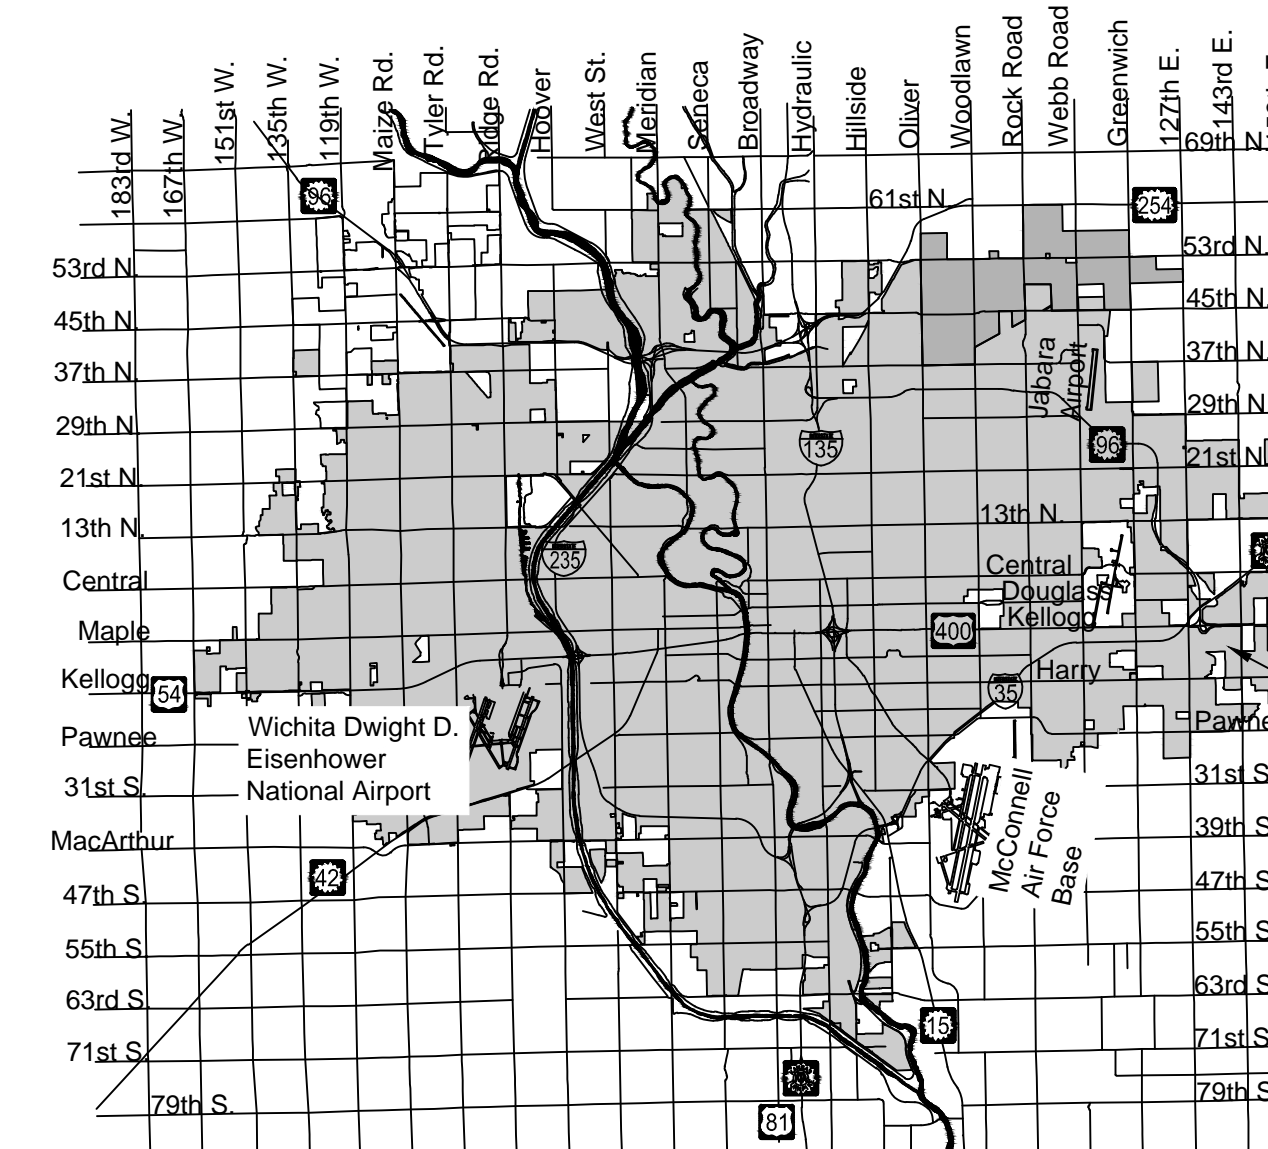 183rd W.
167th W.
151st W.
135th W.
119th W.
Maize Rd.
Tyler Rd.
Ridge Rd.
Hoover
West St.
Meridian
Seneca
Broadway
Hydraulic
Hillside
Oliver
Woodlawn
Rock Road
Webb Road
Greenwich
127th E.
143rd E.
69th N.
96
61st N.
254
53rd N.
53rd N.
45th N.
45th N.
37th N.
37th N.
Jabara
Airport
29th N.
29th N.
135
96
21st N.
21st N.
13th N.
13th N.
235
Central
Central
Douglass
Kellogg
Maple
400
Kellogg
54
Harry
35
Pawnee
Pawne
Wichita Dwight D.
Eisenhower
National Airport
31st S.
31st S
McConnell
Air Force
Base
MacArthur
39th S
42
47th S.
47th S
55th S.
55th S
63rd S.
63rd S
15
71st S.
71st S
79th S.
79th S
81